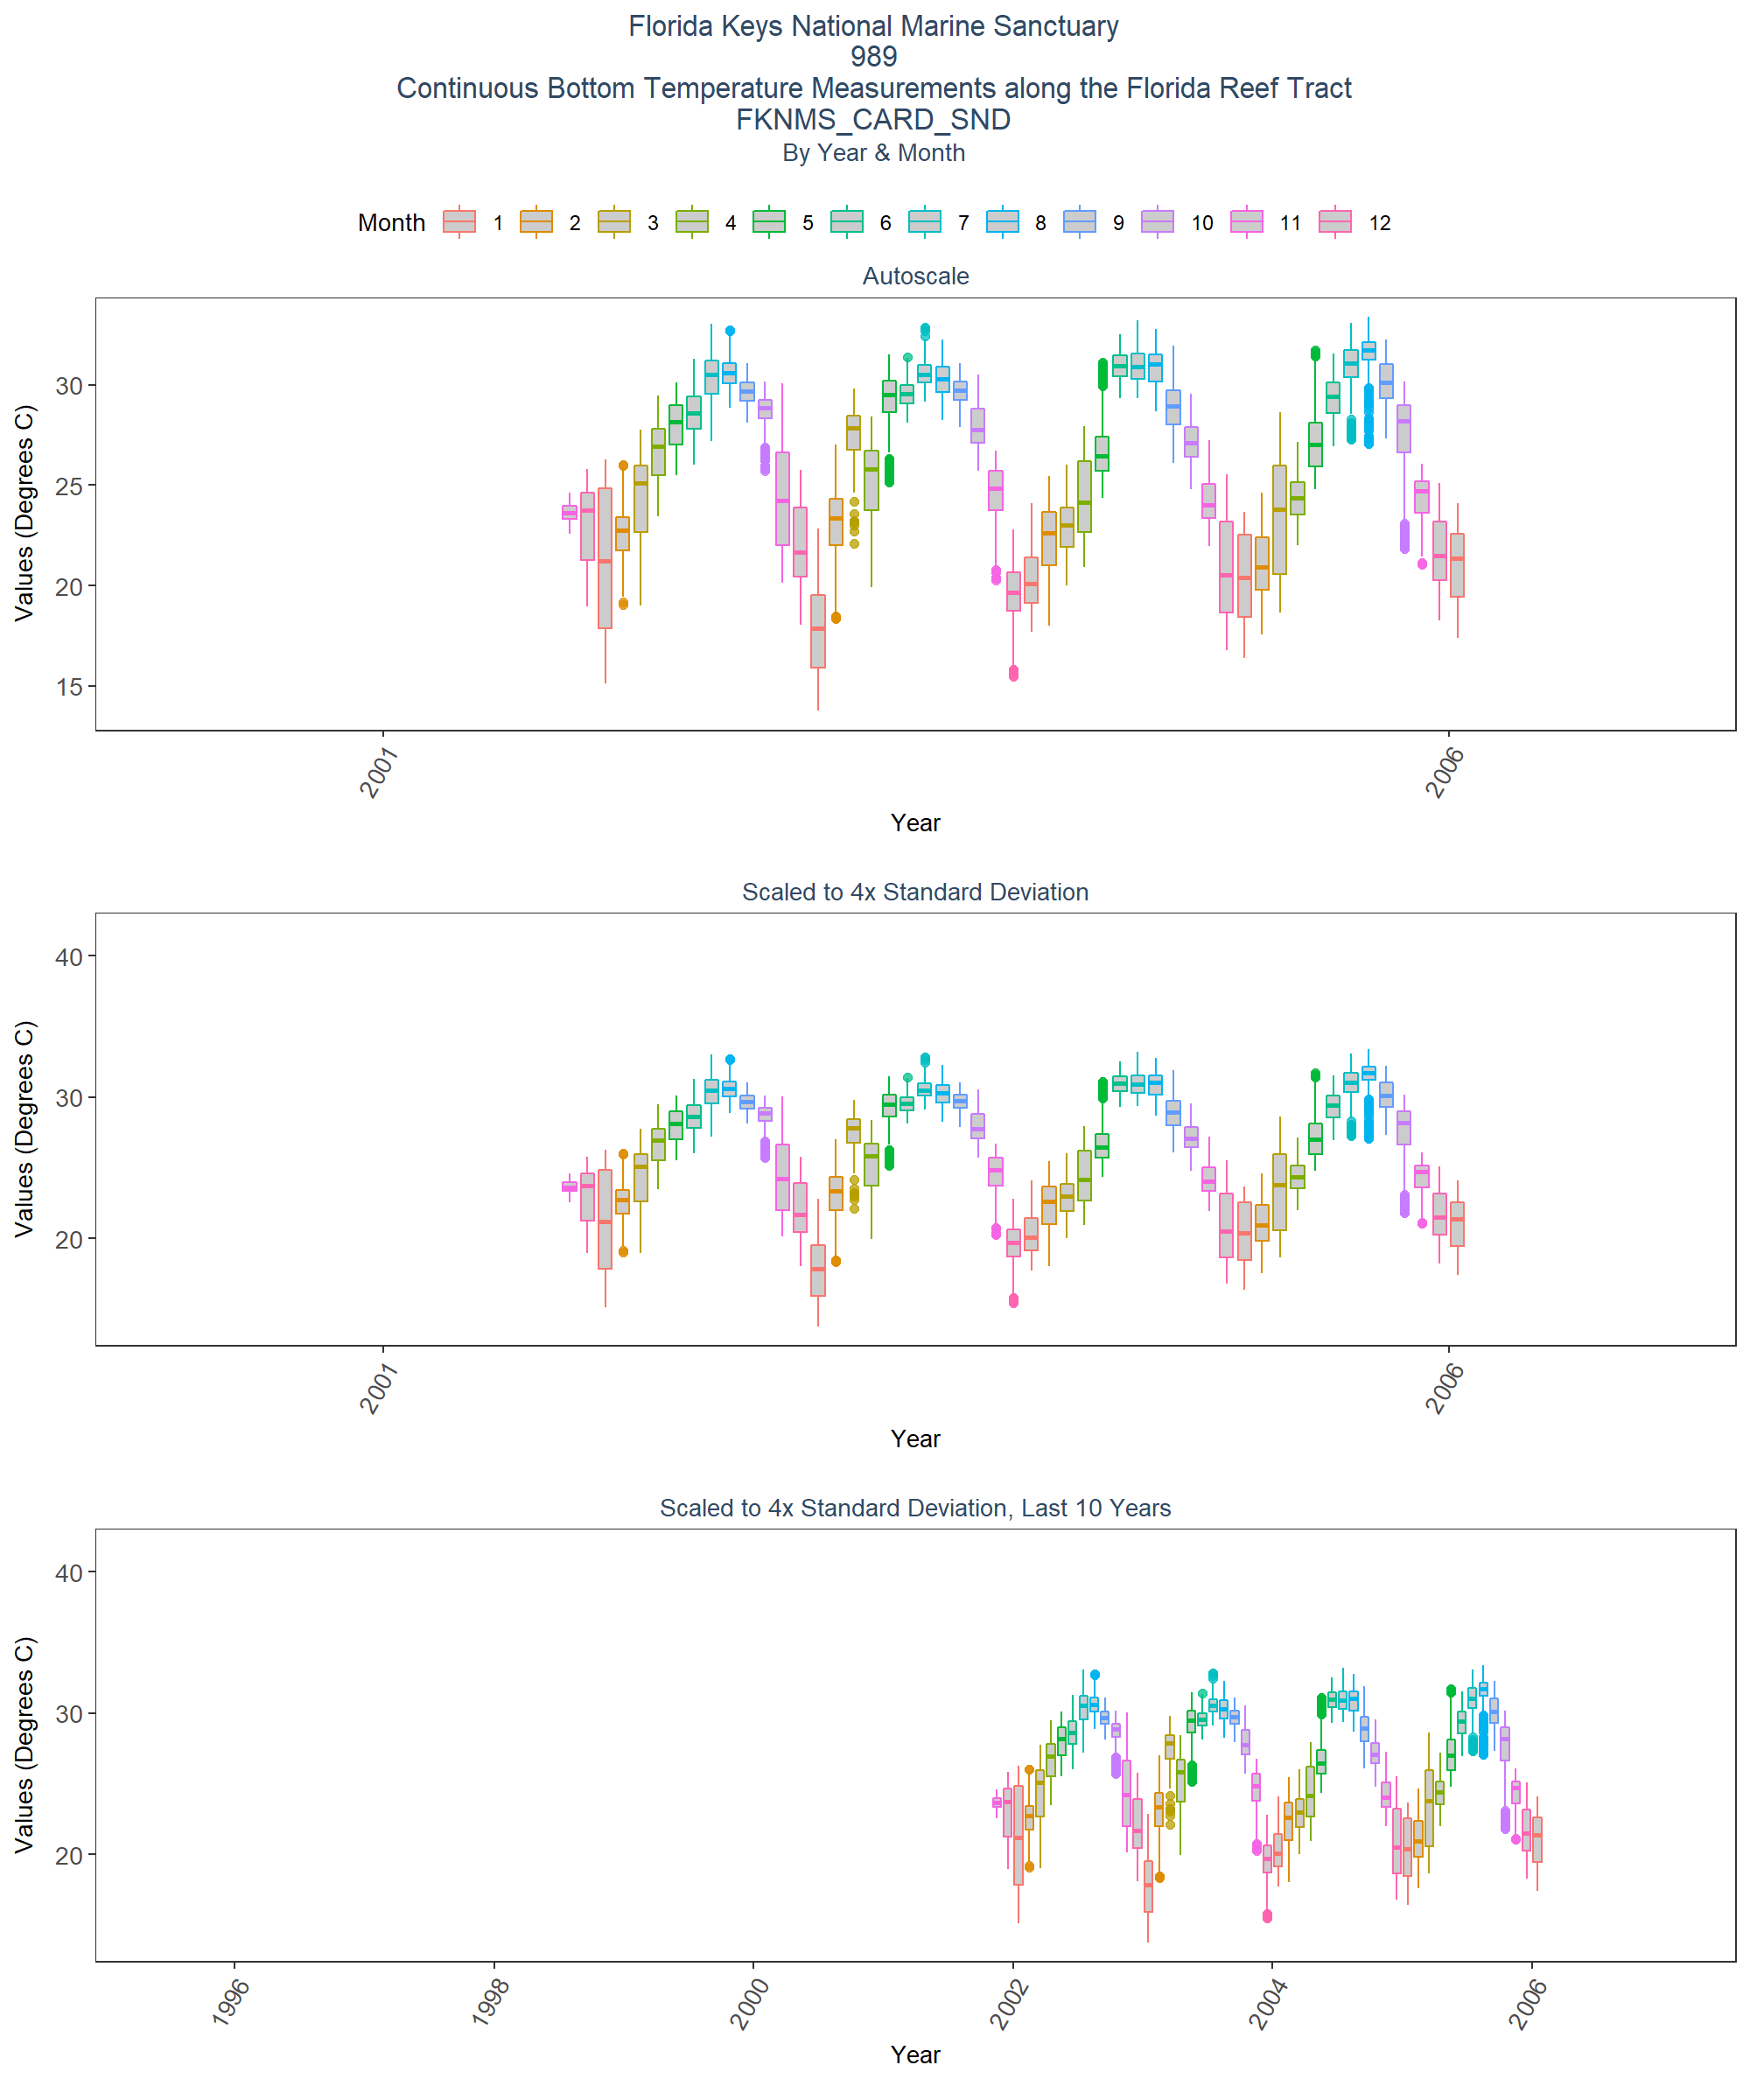 Florida Keys National Marine Sanctuary
989
Continuous Bottom Temperature Measurements along the Florida Reef Tract
FKNMS_CARD_SND
By Year & Month
Month 1 2 3 4 5 6 7 8 9 10 11 12
Autoscale
Values (Degrees C)
30
25
20
15
2001 2006
Year
Scaled to 4x Standard Deviation
Values (Degrees C)
40
30
20
2001 2006
Year
Scaled to 4x Standard Deviation, Last 10 Years
Values (Degrees C)
40
30
20
1996 1998 2000 2002 2004 2006
Year